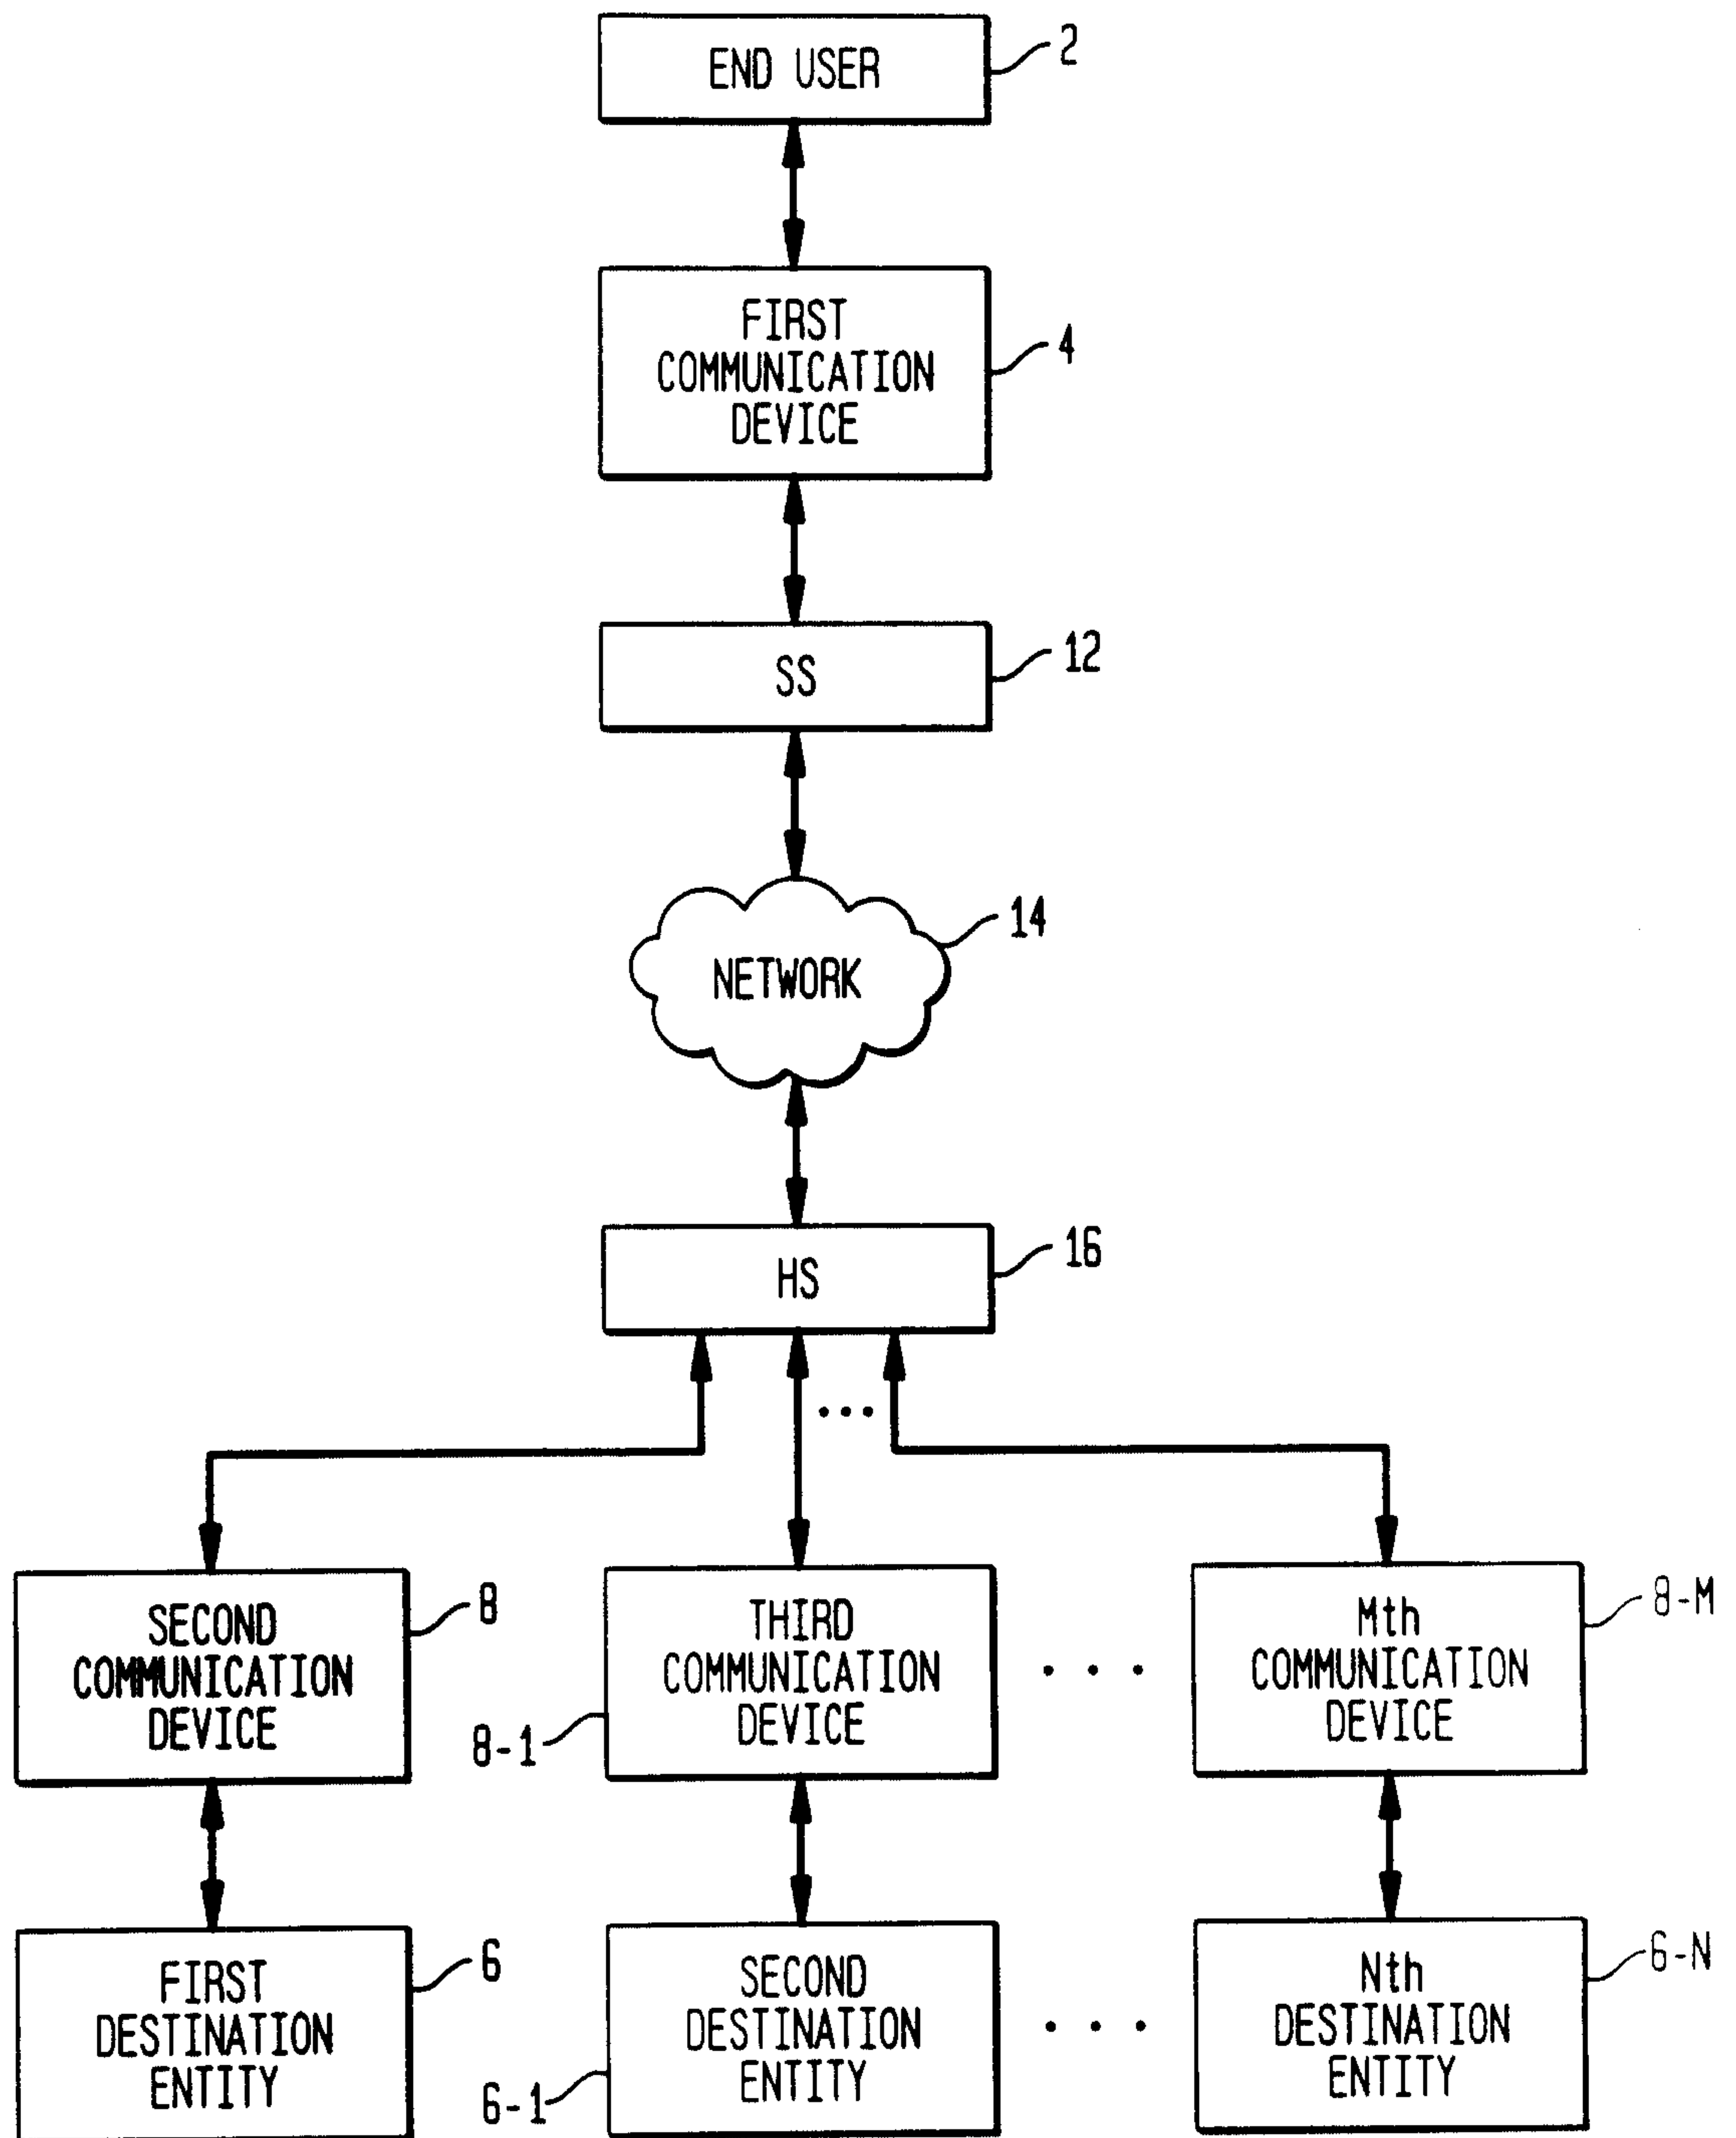 END USER
2
FIRST
COMMUNICATION
DEVICE
4
SS
12
NETWORK
14
HS
16
...
SECOND
COMMUNICATION
DEVICE
8
THIRD
COMMUNICATION
DEVICE
8-1
. . .
Mth
COMMUNICATION
DEVICE
8-M
FIRST
DESTINATION
ENTITY
6
SECOND
DESTINATION
ENTITY
6-1
. . .
Nth
DESTINATION
ENTITY
6-N